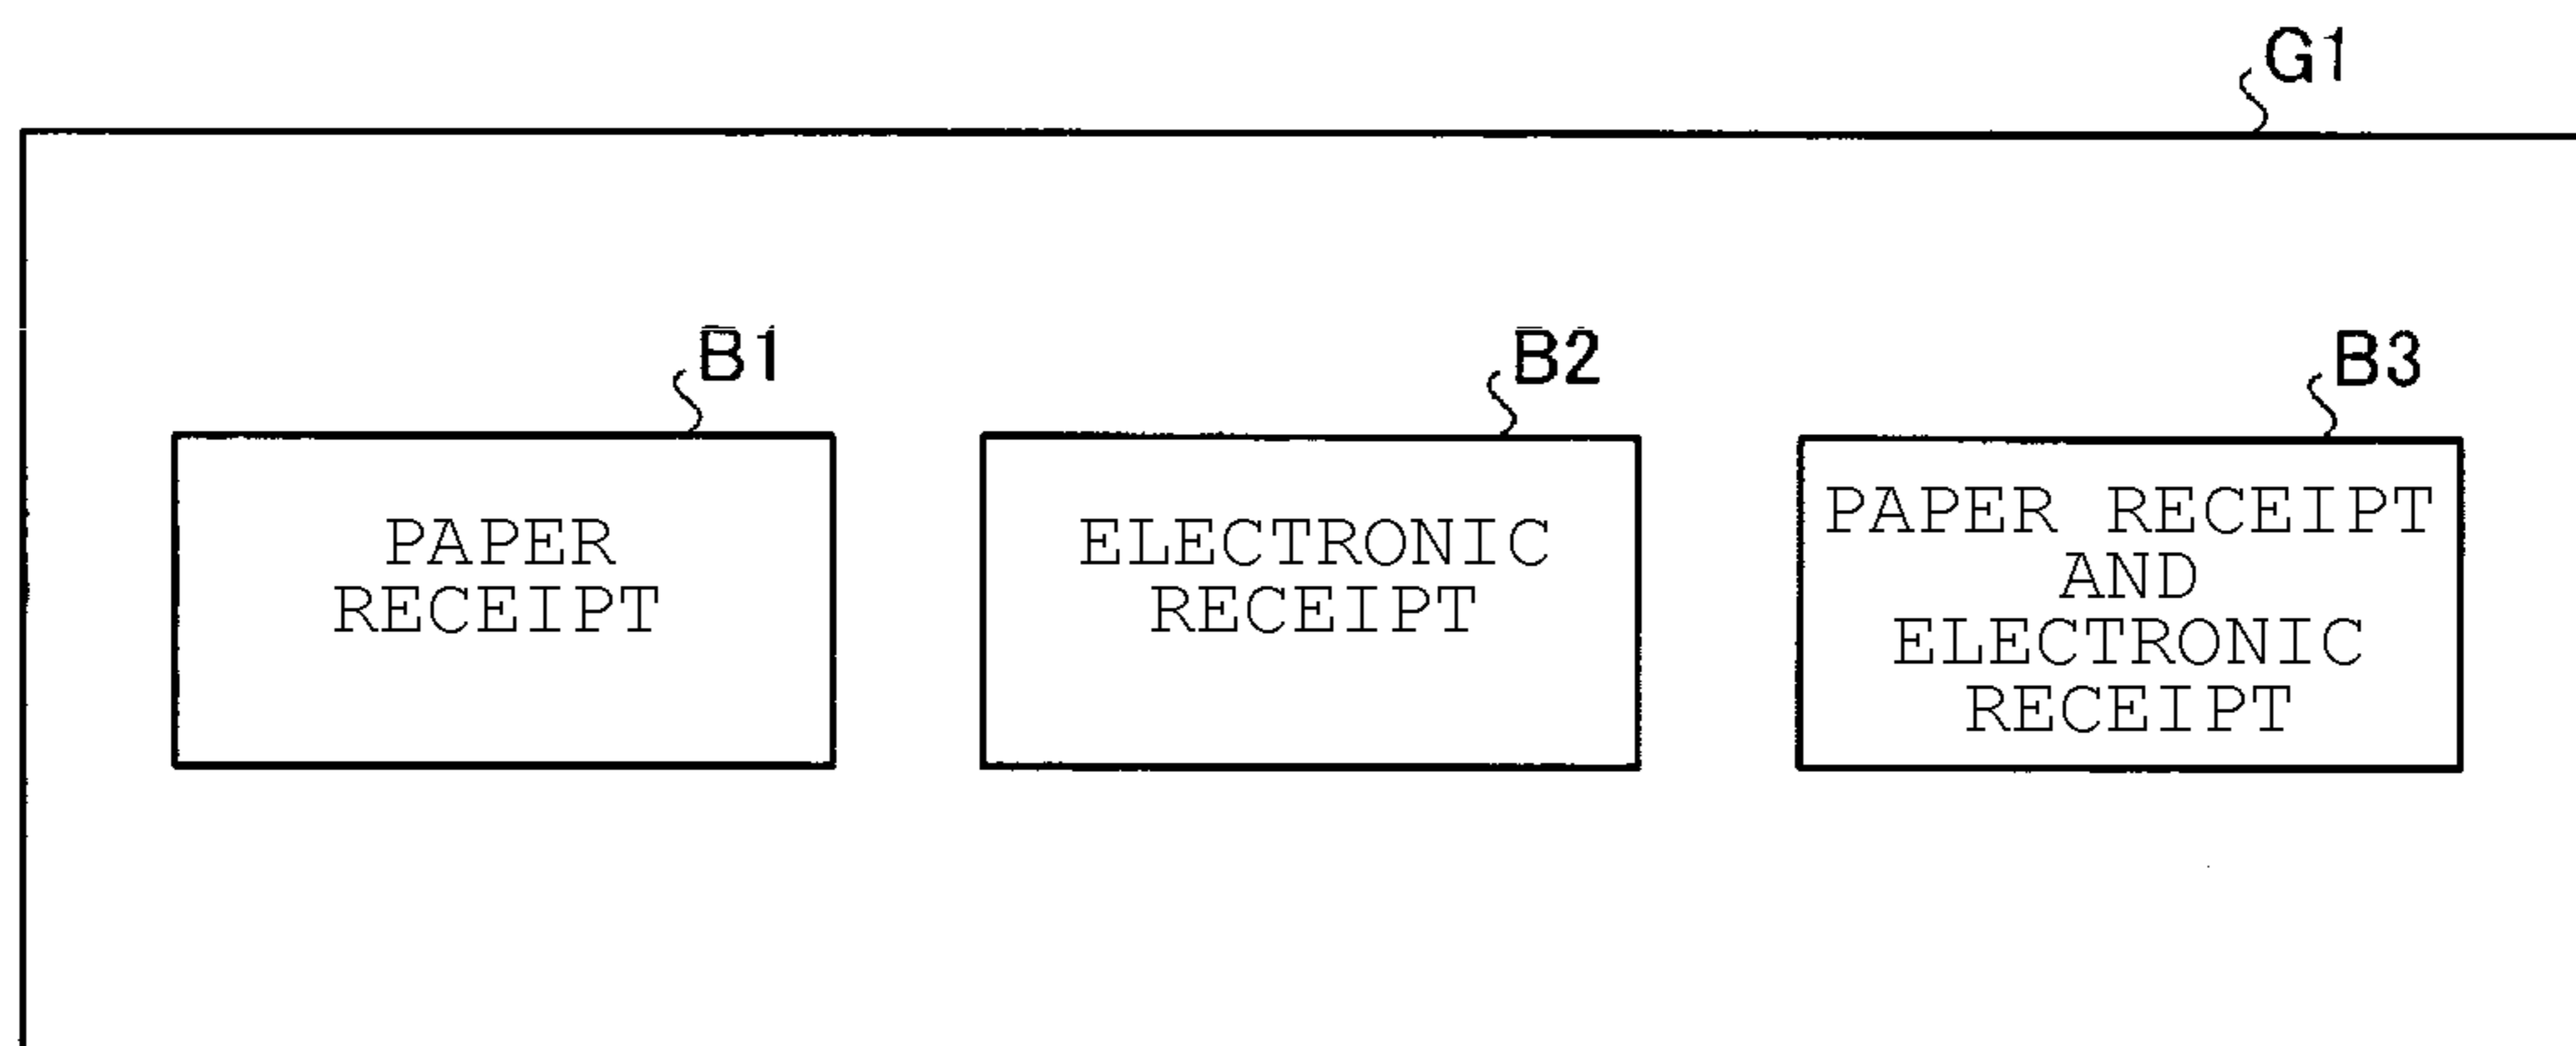 G1
B1
B2
B3
PAPER
RECEIPT
ELECTRONIC
RECEIPT
PAPER RECEIPT
AND
ELECTRONIC
RECEIPT